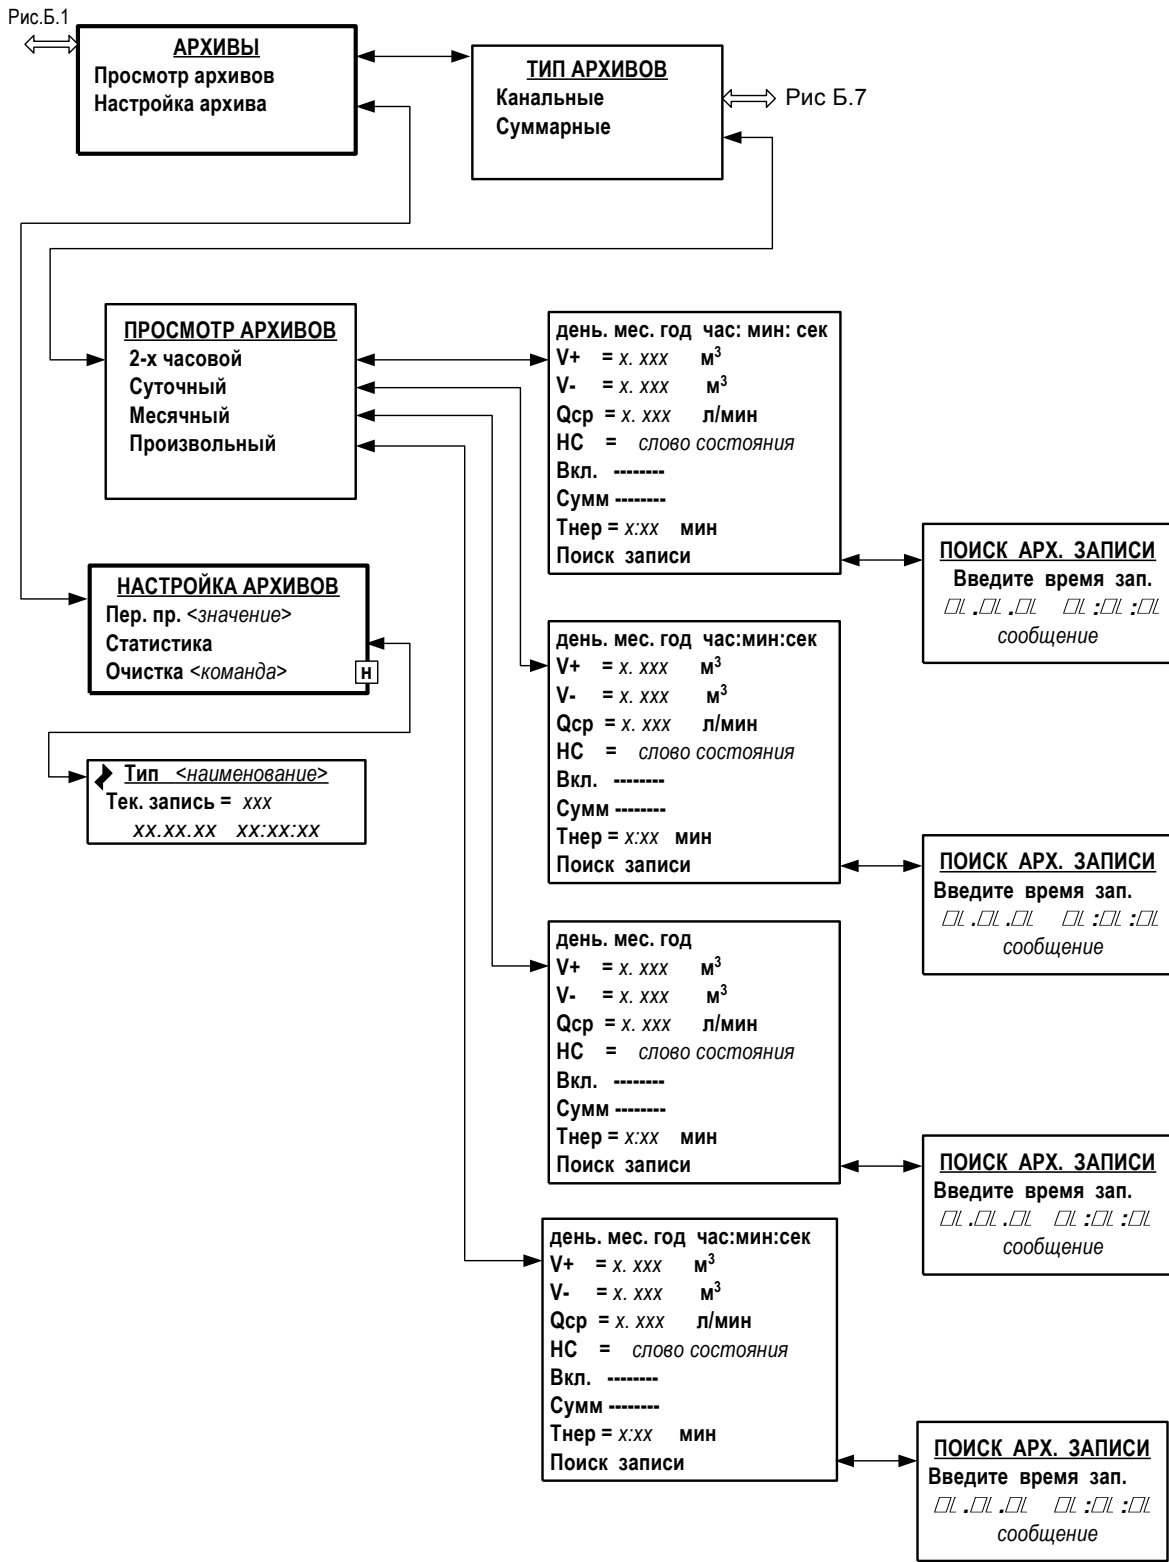 Рис.Б.1
АРХИВЫ
Просмотр архивов
Настройка архива
ТИП АРХИВОВ
Канальные
Суммарные
Рис Б.7
ПРОСМОТР АРХИВОВ
2-х часовой
Суточный
Месячный
Произвольный
день. мес. год час: мин: сек
V+ = x. xxx м³
V- = x. xxx м³
Qср = x. xxx л/мин
НС = слово состояния
Вкл. --------
Сумм --------
Тнер = x:xx мин
Поиск записи
ПОИСК АРХ. ЗАПИСИ
Введите время зап.
сообщение
НАСТРОЙКА АРХИВОВ
Пер. пр. <значение>
Статистика
Очистка <команда>
н
Тип <наименование>
Тек. запись = xxx
xx.xx.xx xx:xx:xx
день. мес. год час:мин:сек
V+ = x. xxx м³
V- = x. xxx м³
Qср = x. xxx л/мин
НС = слово состояния
Вкл. --------
Сумм --------
Тнер = x:xx мин
Поиск записи
ПОИСК АРХ. ЗАПИСИ
Введите время зап.
сообщение
день. мес. год
V+ = x. xxx м³
V- = x. xxx м³
Qср = x. xxx л/мин
НС = слово состояния
Вкл. --------
Сумм --------
Тнер = x:xx мин
Поиск записи
ПОИСК АРХ. ЗАПИСИ
Введите время зап.
сообщение
день. мес. год час:мин:сек
V+ = x. xxx м³
V- = x. xxx м³
Qср = x. xxx л/мин
НС = слово состояния
Вкл. --------
Сумм --------
Тнер = x:xx мин
Поиск записи
ПОИСК АРХ. ЗАПИСИ
Введите время зап.
сообщение